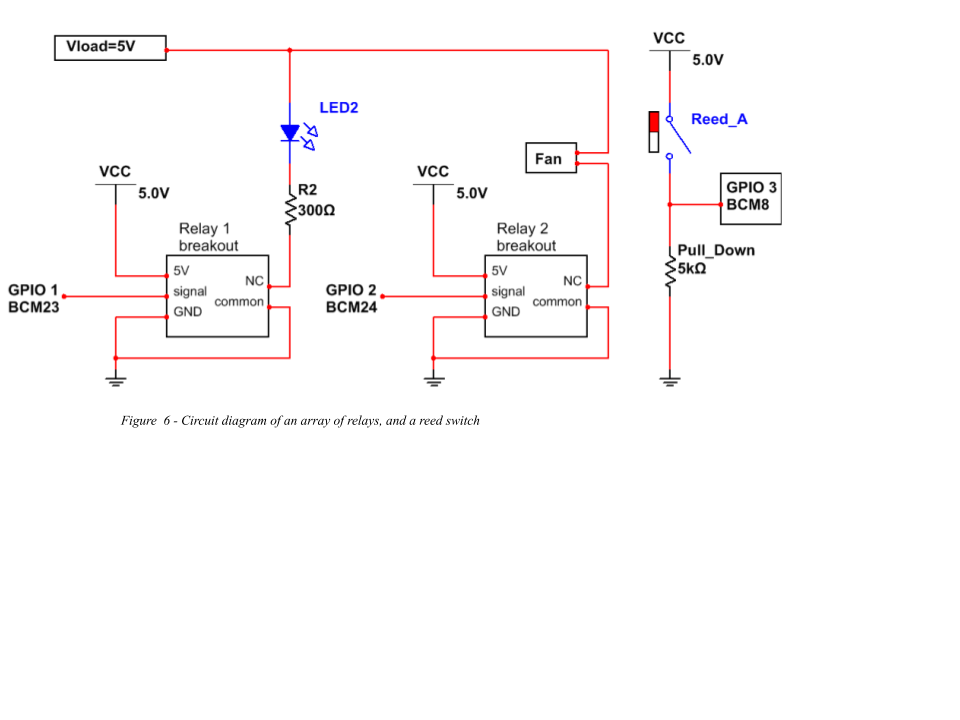 Vload=5V
LED2
VCC
5.0V
R2
300Ω
Relay 1
breakout
5V
signal
GND
NC
common
GPIO 1
BCM23
VCC
5.0V
Fan
Relay 2
breakout
5V
signal
GND
NC
common
GPIO 2
BCM24
VCC
5.0V
Reed_A
GPIO 3
BCM8
Pull_Down
5kΩ
Figure 6 - Circuit diagram of an array of relays, and a reed switch